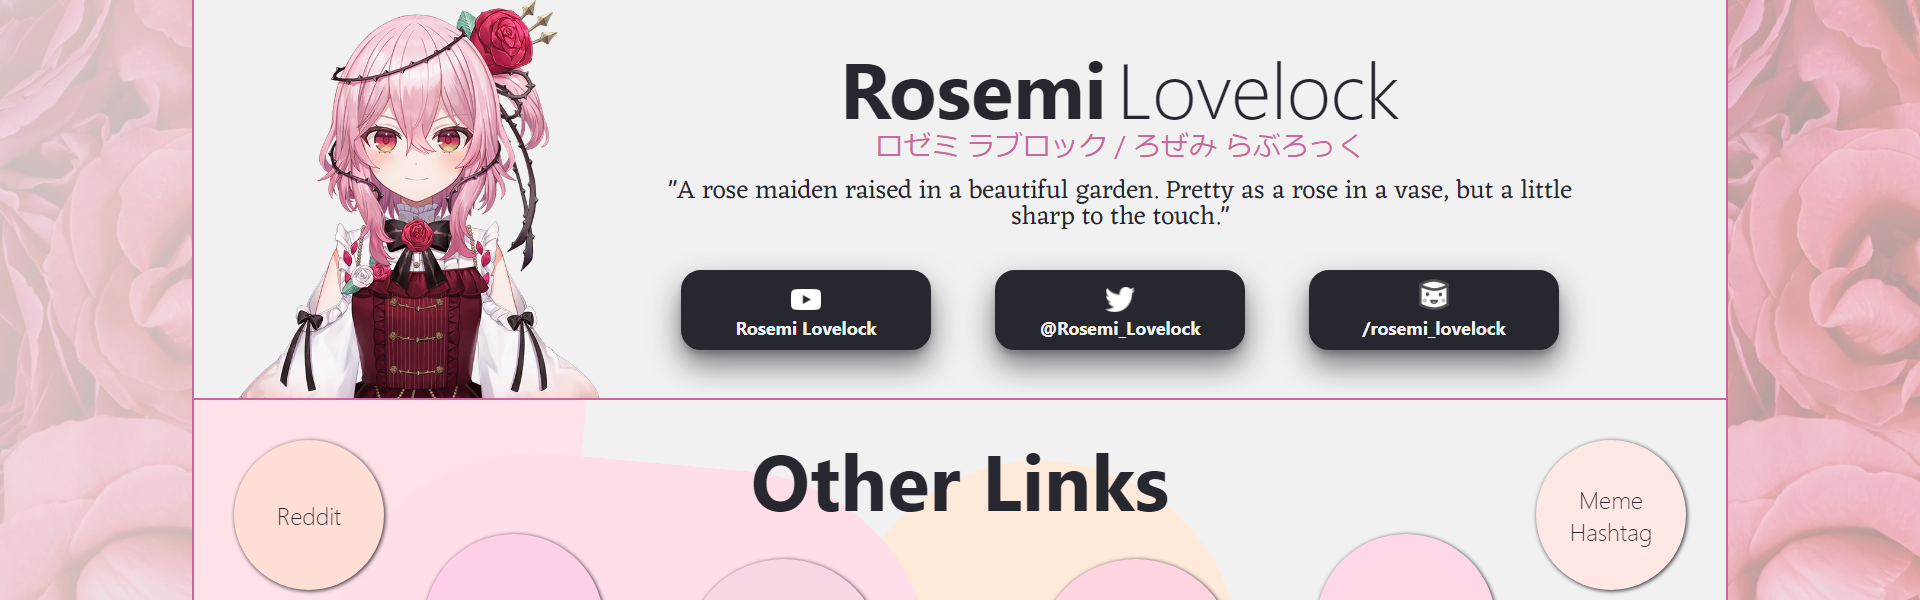 Rosemi Lovelock
ロゼミ ラブロック / ろぜみ らぶろっく
"A rose maiden raised in a beautiful garden. Pretty as a rose in a vase, but a little
sharp to the touch."
Rosemi Lovelock
@Rosemi_Lovelock
/rosemi_lovelock
Other Links
Reddit
Meme
Hashtag